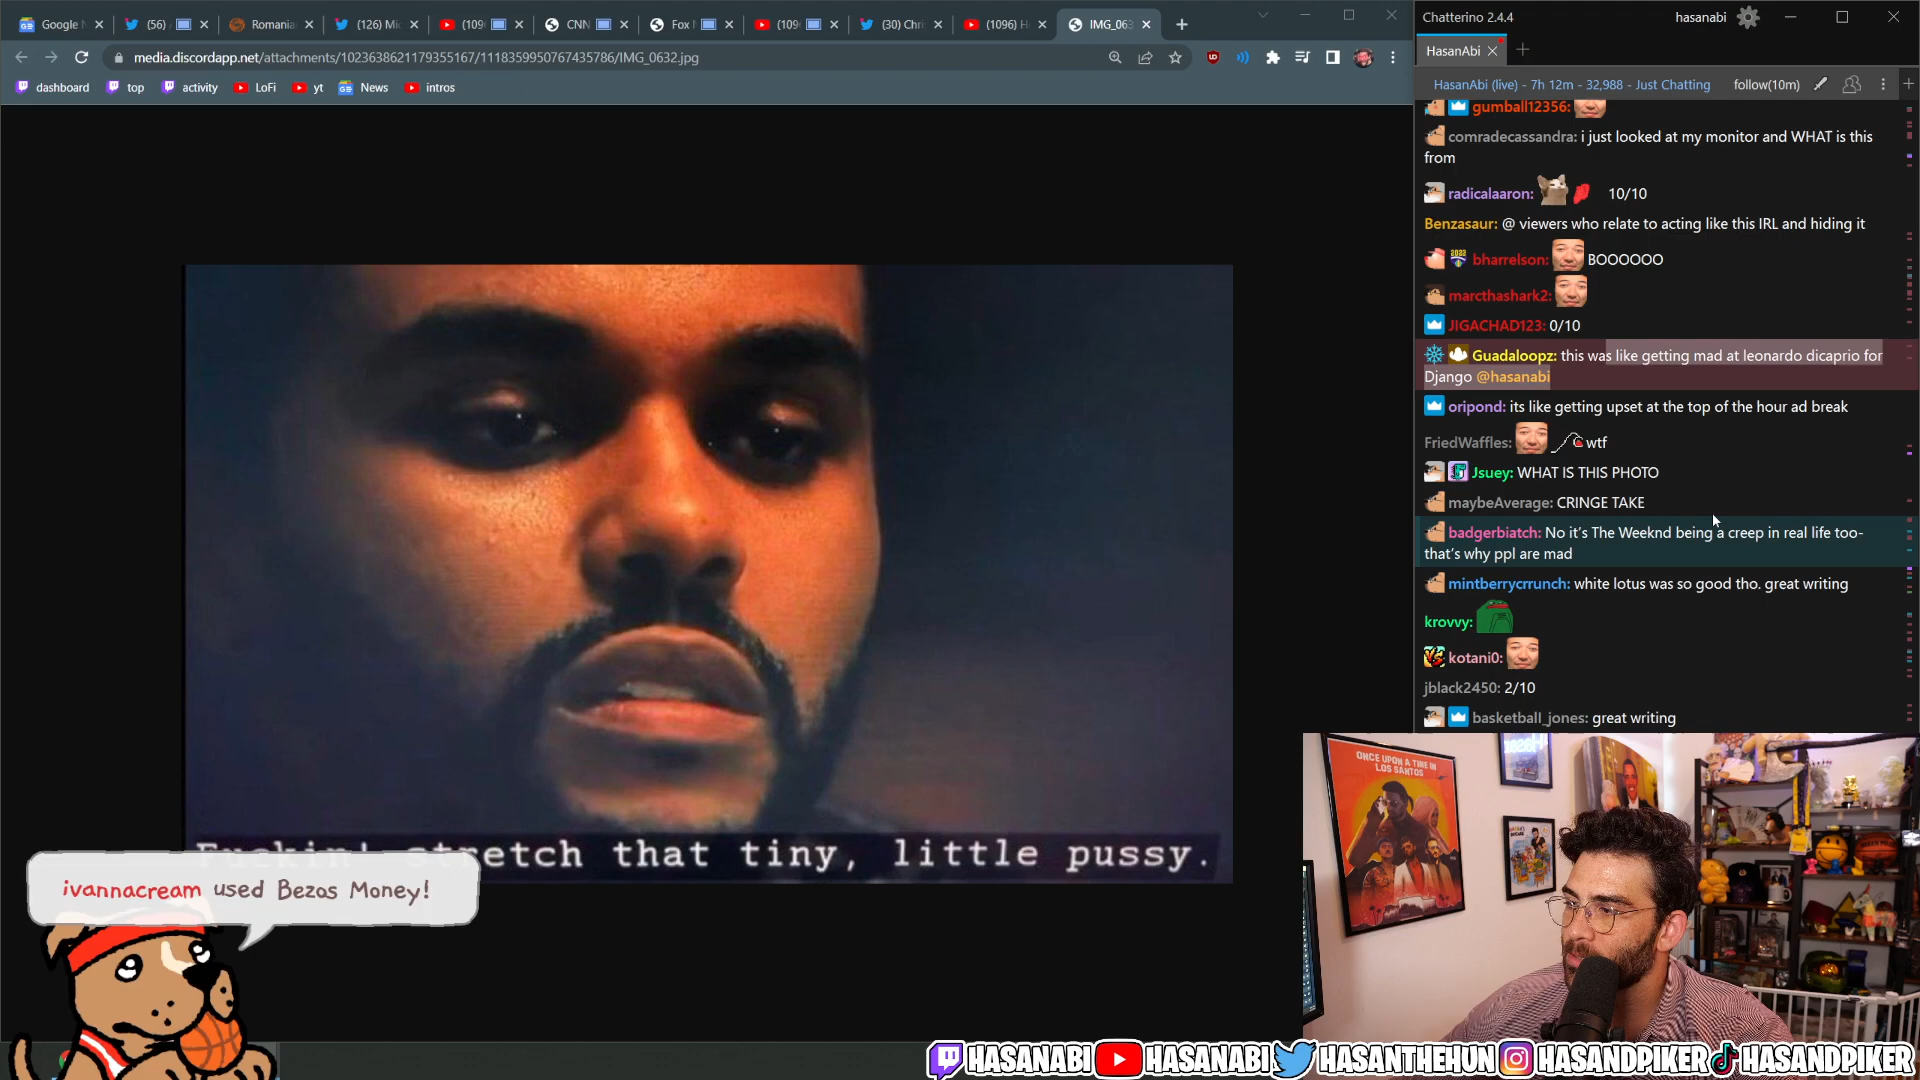 Google N
(56)
Romania
(126) Mi
(109
CNN
Fox
(109
(30) Chr
(1096) H
IMG_063
media.discordapp.net/attachments/1023638621179355167/1118359950767435786/IMG_0632.jpg
dashboard
top
activity
LoFi
yt
News
intros
Fuckin' stretch that tiny, little pussy.
ivannacream used Bezos Money!
Chatterino 2.4.4
hasanabi
HasanAbi
HasanAbi (live) - 7h 12m - 32,988 - Just Chatting
follow(10m)
gumball12356:
comradecassandra: i just looked at my monitor and WHAT is this
from
radicalaaron: 10/10
Benzasaur: @ viewers who relate to acting like this IRL and hiding it
bharrelson: BOOOOOO
marcthashark2:
JIGACHAD123: 0/10
Guadaloopz: this was like getting mad at leonardo dicaprio for
Django @hasanabi
oripond: its like getting upset at the top of the hour ad break
FriedWaffles: wtf
Jsuey: WHAT IS THIS PHOTO
maybeAverage: CRINGE TAKE
badgerbiatch: No it's The Weeknd being a creep in real life too-
that's why ppl are mad
mintberrycrrunch: white lotus was so good tho. great writing
krovvy:
kotani0:
jblack2450: 2/10
basketball_jones: great writing
ONCE UPON A TIME IN
LOS SANTOS
HASANABI
HASANABI
HASANTHEHUN
HASANDPIKER
HASANDPIKER